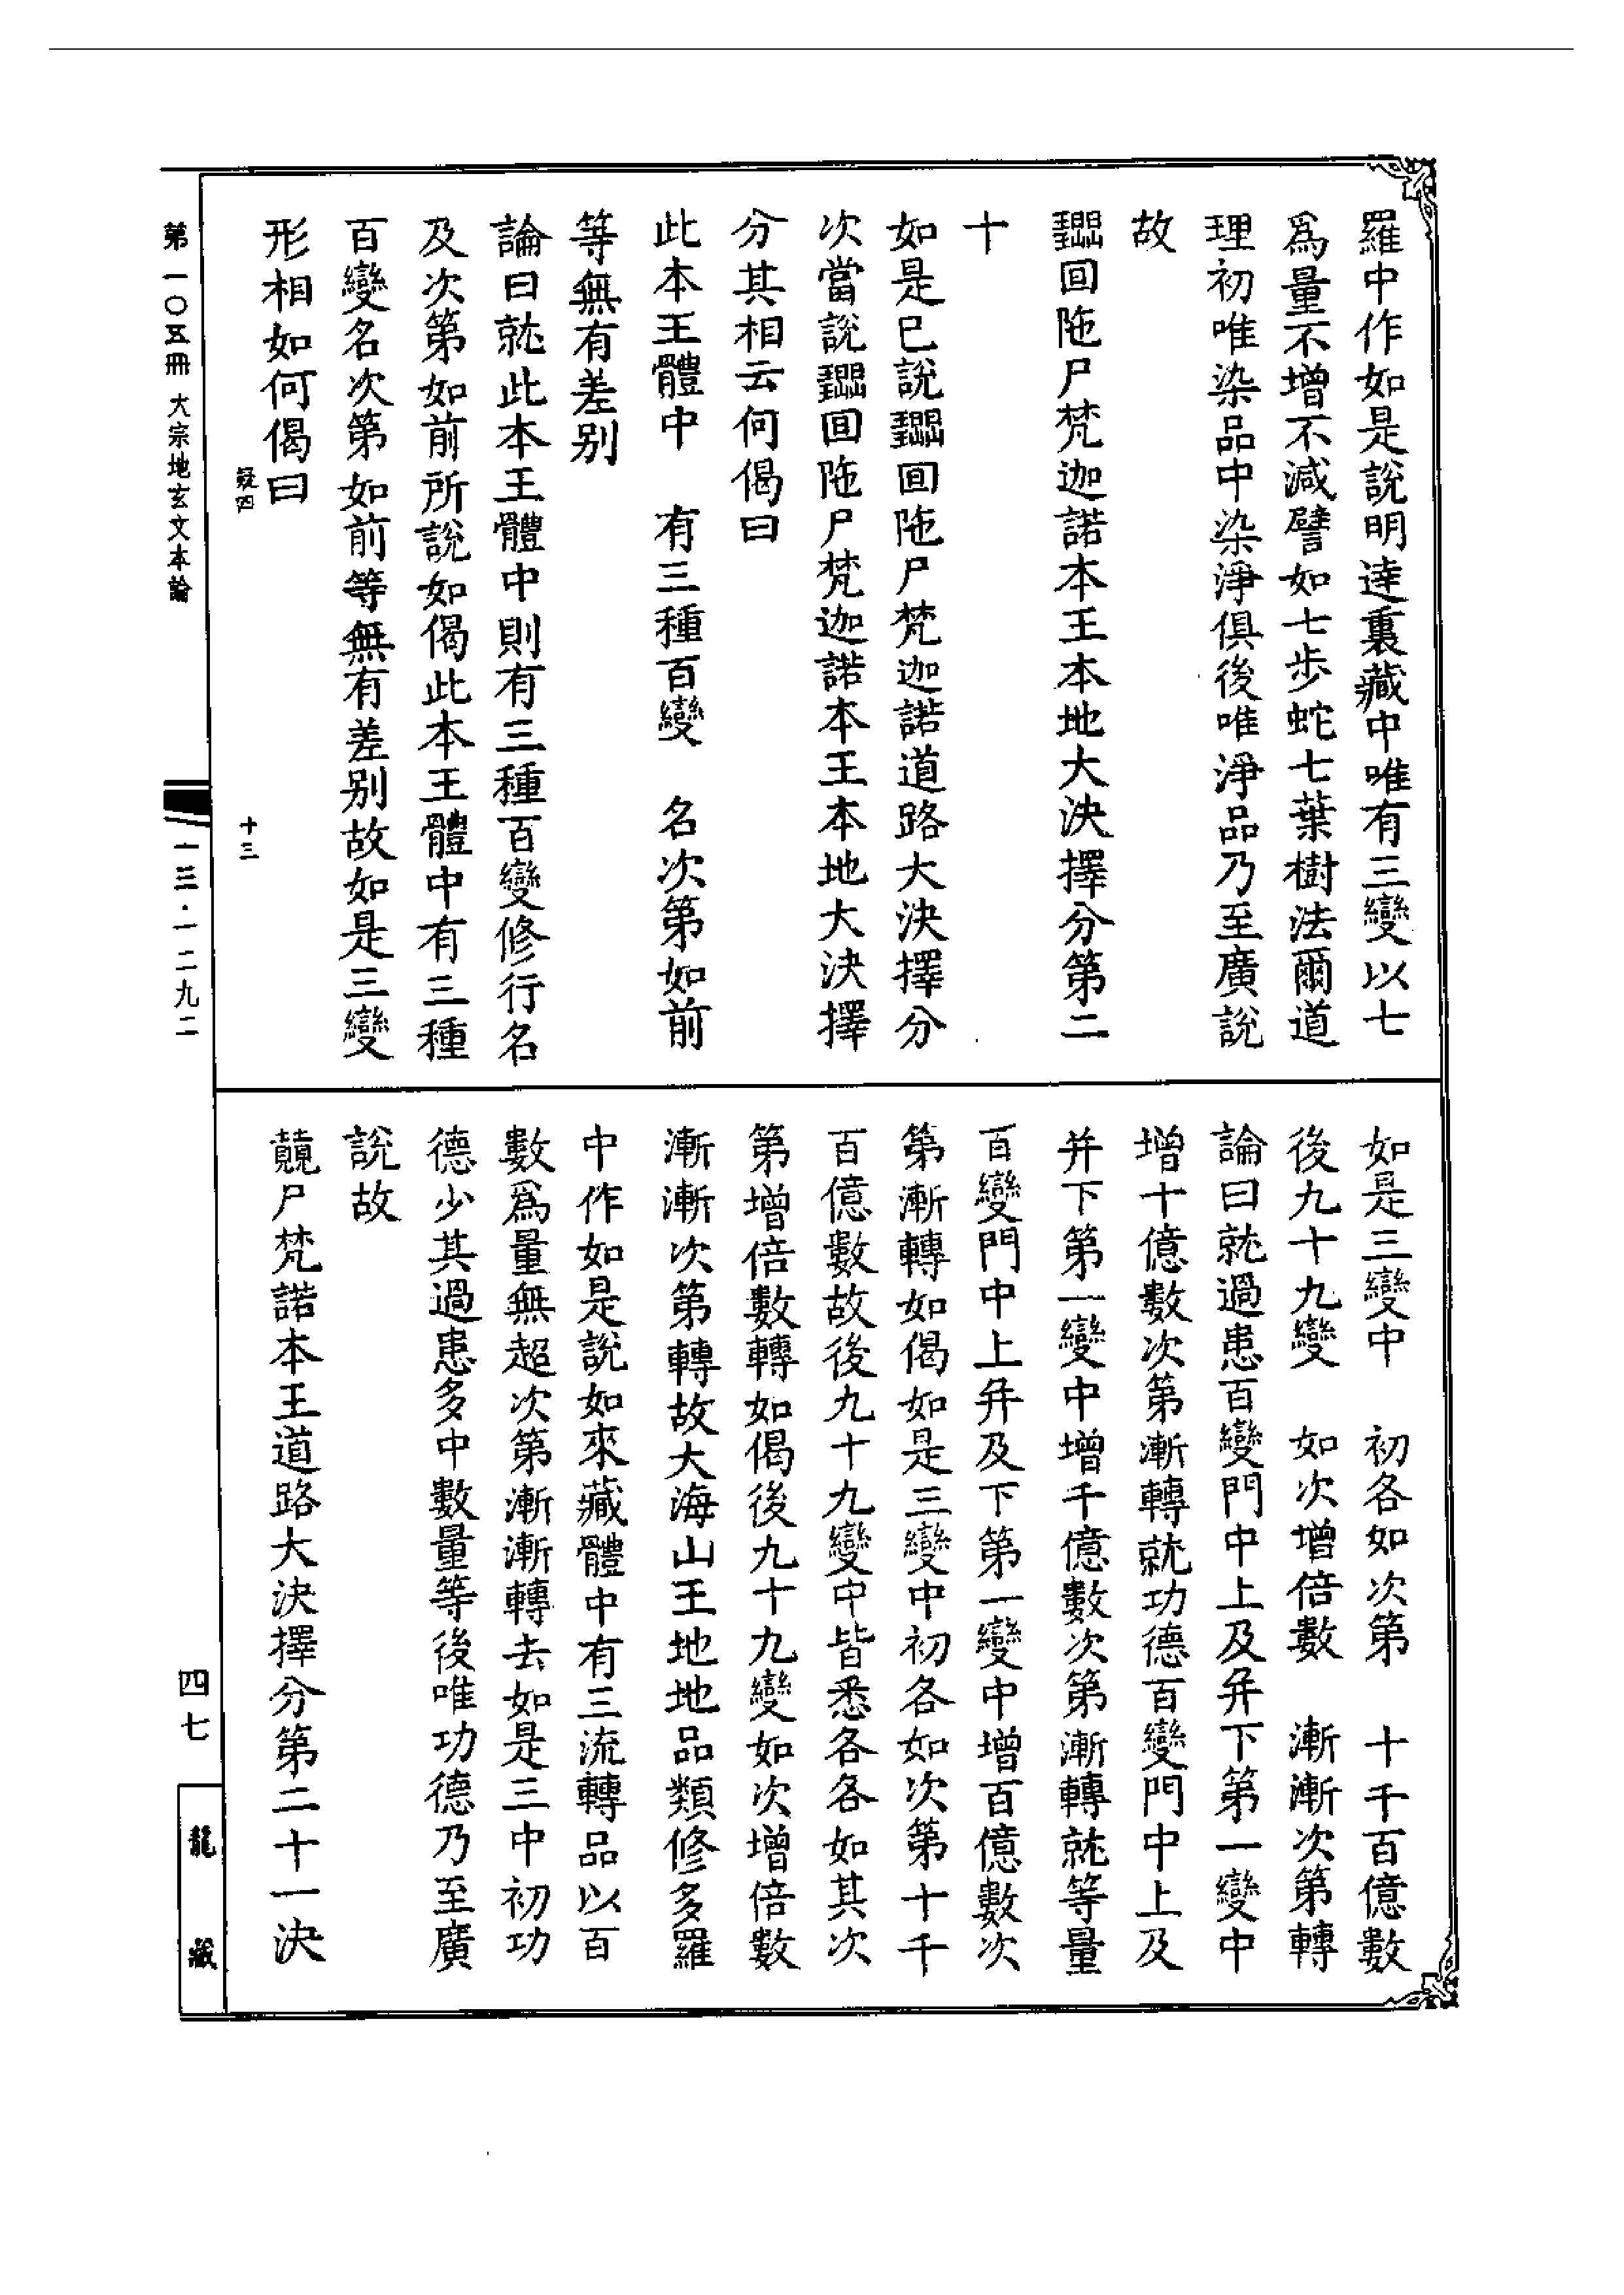 羅中作如是說明達裏藏中唯有三變以七
爲量不增不減譬如七步蛇七葉樹法爾道
理初唯染品中染淨俱後唯淨品乃至廣說
故
回陁尸梵迦諾本王本地大決擇分第二
十
如是已說回陁尸梵迦諾道路大決擇分
次當說回陁尸梵迦諾本王本地大決擇
分其相云何偈曰
此本王體中　有三種百變　名次第如前
等無有差别
論曰就此本王體中則有三種百變修行名
及次第如前所說如偈此本王體中有三種
百變名次第如前等無有差别故如是三變
形相如何偈曰
疑四
十三
如是三變中　初各如次第　十千百億數
後九十九變　如次增倍數　漸漸次第轉
論曰就過患百變門中上及弁下第一變中
增十億數次第漸轉就功德百變門中上及
并下第一變中增千億數次第漸轉就等量
百變門中上弁及下第一變中增百億數次
第漸轉如偈如是三變中初各如次第十千
百億數故後九十九變中皆悉各各如其次
第增倍數轉如偈後九十九變如次增倍數
漸漸次第轉故大海山王地地品類修多羅
中作如是說如來藏體中有三流轉品以百
數爲量無超次第漸漸轉去如是三中初功
德少其過患多中數量等後唯功德乃至廣
說故
尸梵諾本王道路大決擇分第二十一決
第一〇五冊　大宗地玄文本論
一三·一二九二
四七
龍藏